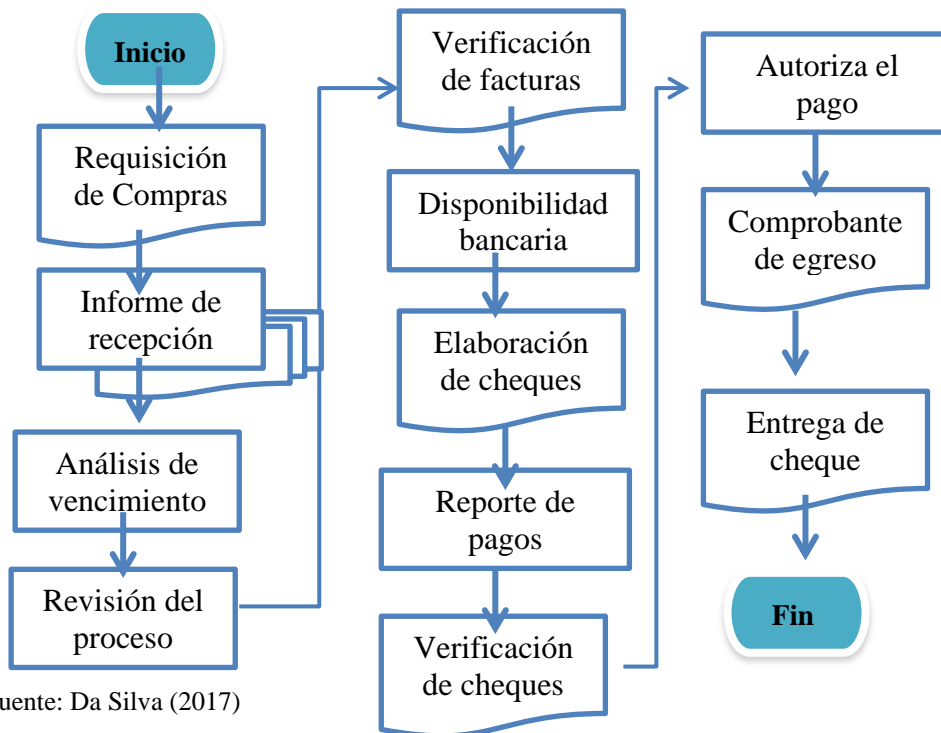 Inicio
Requisición
de Compras
Informe de
recepción
Análisis de
vencimiento
Revisión del
proceso
Verificación
de facturas
Disponibilidad
bancaria
Elaboración
de cheques
Reporte de
pagos
Verificación
de cheques
Autoriza el
pago
Comprobante
de egreso
Entrega de
cheque
Fin
uente: Da Silva (2017)